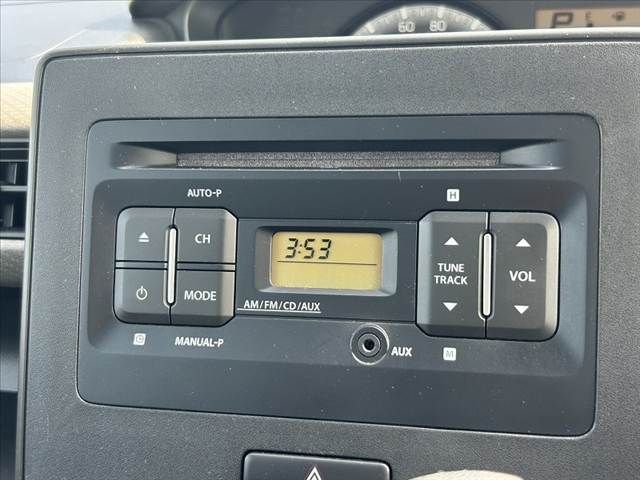 60 80
P
AUTO-P
H
CH
3:53
TUNE
TRACK
VOL
MODE
AM/FM/CD/AUX
C
MANUAL-P
AUX
M